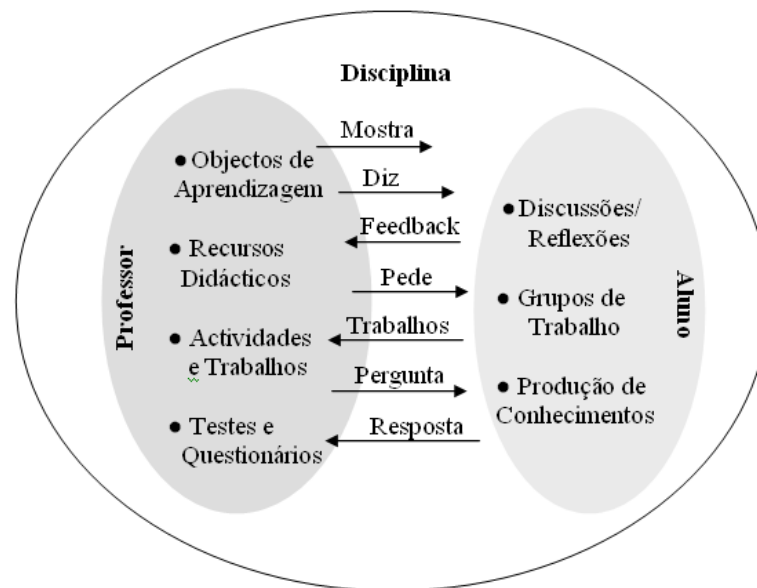 Disciplina
Professor
● Objectos de
Aprendizagem
● Recursos
Didácticos
● Actividades
e Trabalhos
● Testes e
Questionários
Mostra
Diz
Feedback
Pede
Trabalhos
Pergunta
Resposta
● Discussões/
Reflexões
● Grupos de
Trabalho
● Produção de
Conhecimentos
Aluno